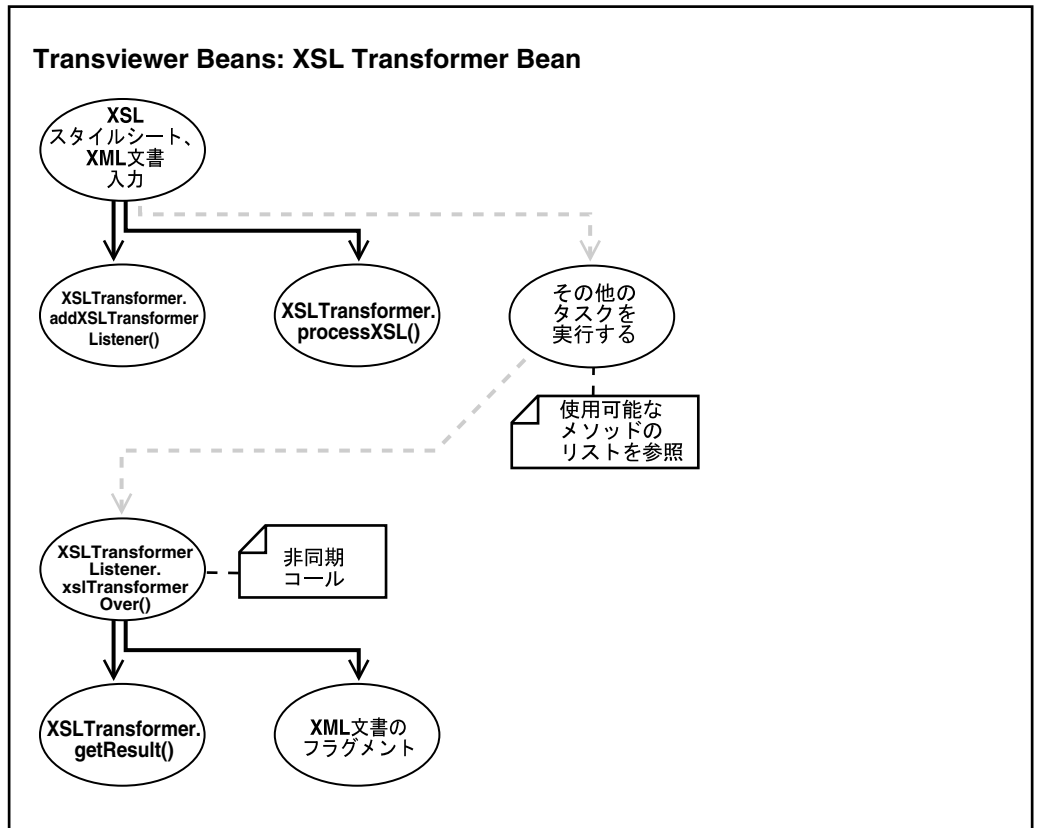 Transviewer Beans: XSL Transformer Bean
XSL
スタイルシート、
XML文書
入力
XSLTransformer.
addXSLTransformer
Listener()
XSLTransformer.
processXSL()
その他の
タスクを
実行する
使用可能な
メソッドの
リストを参照
XSLTransformer
Listener.
xslTransformer
Over()
非同期
コール
XSLTransformer.
getResult()
XML文書の
フラグメント